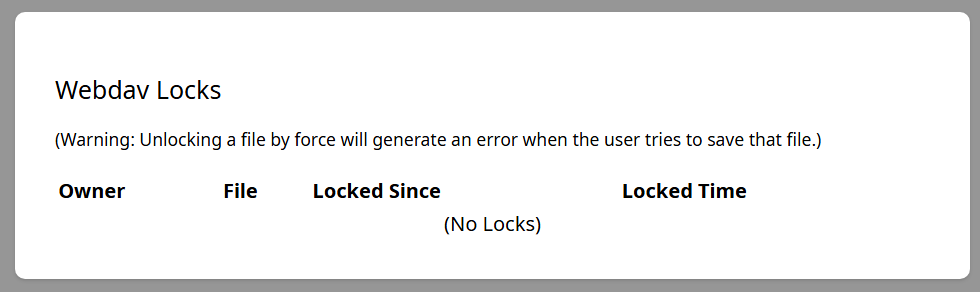 Webdav Locks
(Warning: Unlocking a file by force will generate an error when the user tries to save that file.)
Owner File Locked Since Locked Time
(No Locks)